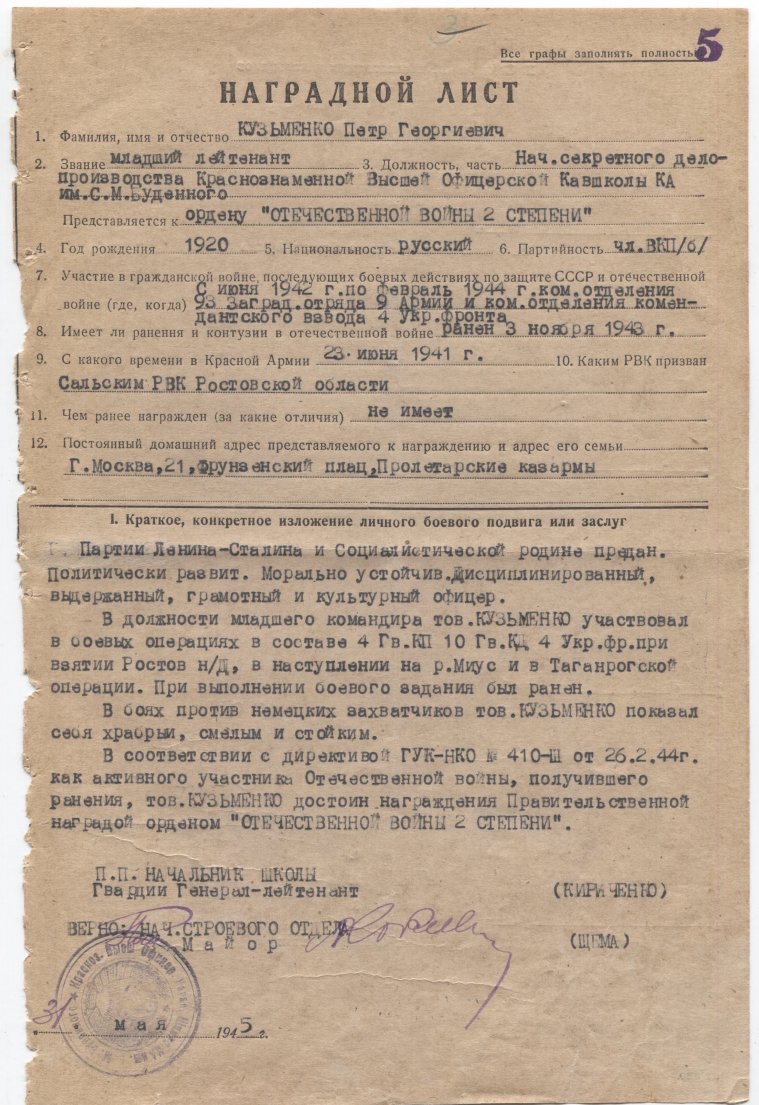 Все графы заполнять полностью
5
НАГРАДНОЙ ЛИСТ
1. Фамилия, имя и отчество КУЗЬМЕНКО Петр Георгиевич
2. Звание младший лейтенант 3. Должность, часть Нач.секретного дело-
производства Краснознаменной Высшей Офицерской Кавшколы КА
им.С.М.Буденного
Представляется к ордену "ОТЕЧЕСТВЕННОЙ ВОЙНЫ 2 СТЕПЕНИ"
4. Год рождения 1920 5. Национальность русский 6. Партийность чл.ВКП/б/
7. Участие в гражданской войне, последующих боевых действиях по защите СССР и отечественной
С июня 1942 г.по февраль 1944 г.ком.отделения
войне (где, когда) 93 Заград.отряда 9 Армии и ком.отделения комен-
дантского взвода 4 Укр.фронта
8. Имеет ли ранения и контузии в отечественной войне ранен 3 ноября 1943 г.
9. С какого времени в Красной Армии 23 июня 1941 г. 10. Каким РВК призван
Сальским РВК Ростовской области
11. Чем ранее награжден (за какие отличия) не имеет
12. Постоянный домашний адрес представляемого к награждению и адрес его семьи
Г.Москва,21,Фрунзенский плац,Пролетарские казармы
I. Краткое, конкретное изложение личного боевого подвига или заслуг
Партии Ленина-Сталина и Социалистической родине предан.
Политически развит. Морально устойчив.Дисциплинированный,
выдержанный, грамотный и культурный офицер.
В должности младшего командира тов.КУЗЬМЕНКО участвовал
в боевых операциях в составе 4 Гв.КП 10 Гв.КД 4 Укр.фр.при
взятии Ростов н/Д, в наступлении на р.Миус и в Таганрогской
операции. При выполнении боевого задания был ранен.
В боях против немецких захватчиков тов.КУЗЬМЕНКО показал
себя храбрым, смелым и стойким.
В соответствии с директивой ГУК-НКО № 410-Ш от 26.2.44г.
как активного участника Отечественной войны, получившего
ранения, тов.КУЗЬМЕНКО достоин награждения Правительственной
наградой орденом "ОТЕЧЕСТВЕННОЙ ВОЙНЫ 2 СТЕПЕНИ".
П.П. НАЧАЛЬНИК ШКОЛЫ
Гвардии Генерал-лейтенант (КИРИЧЕНКО)
ВЕРНО: НАЧ.СТРОЕВОГО ОТДЕЛА
Майор (ЩЕМА)
"31" мая 1945 г.